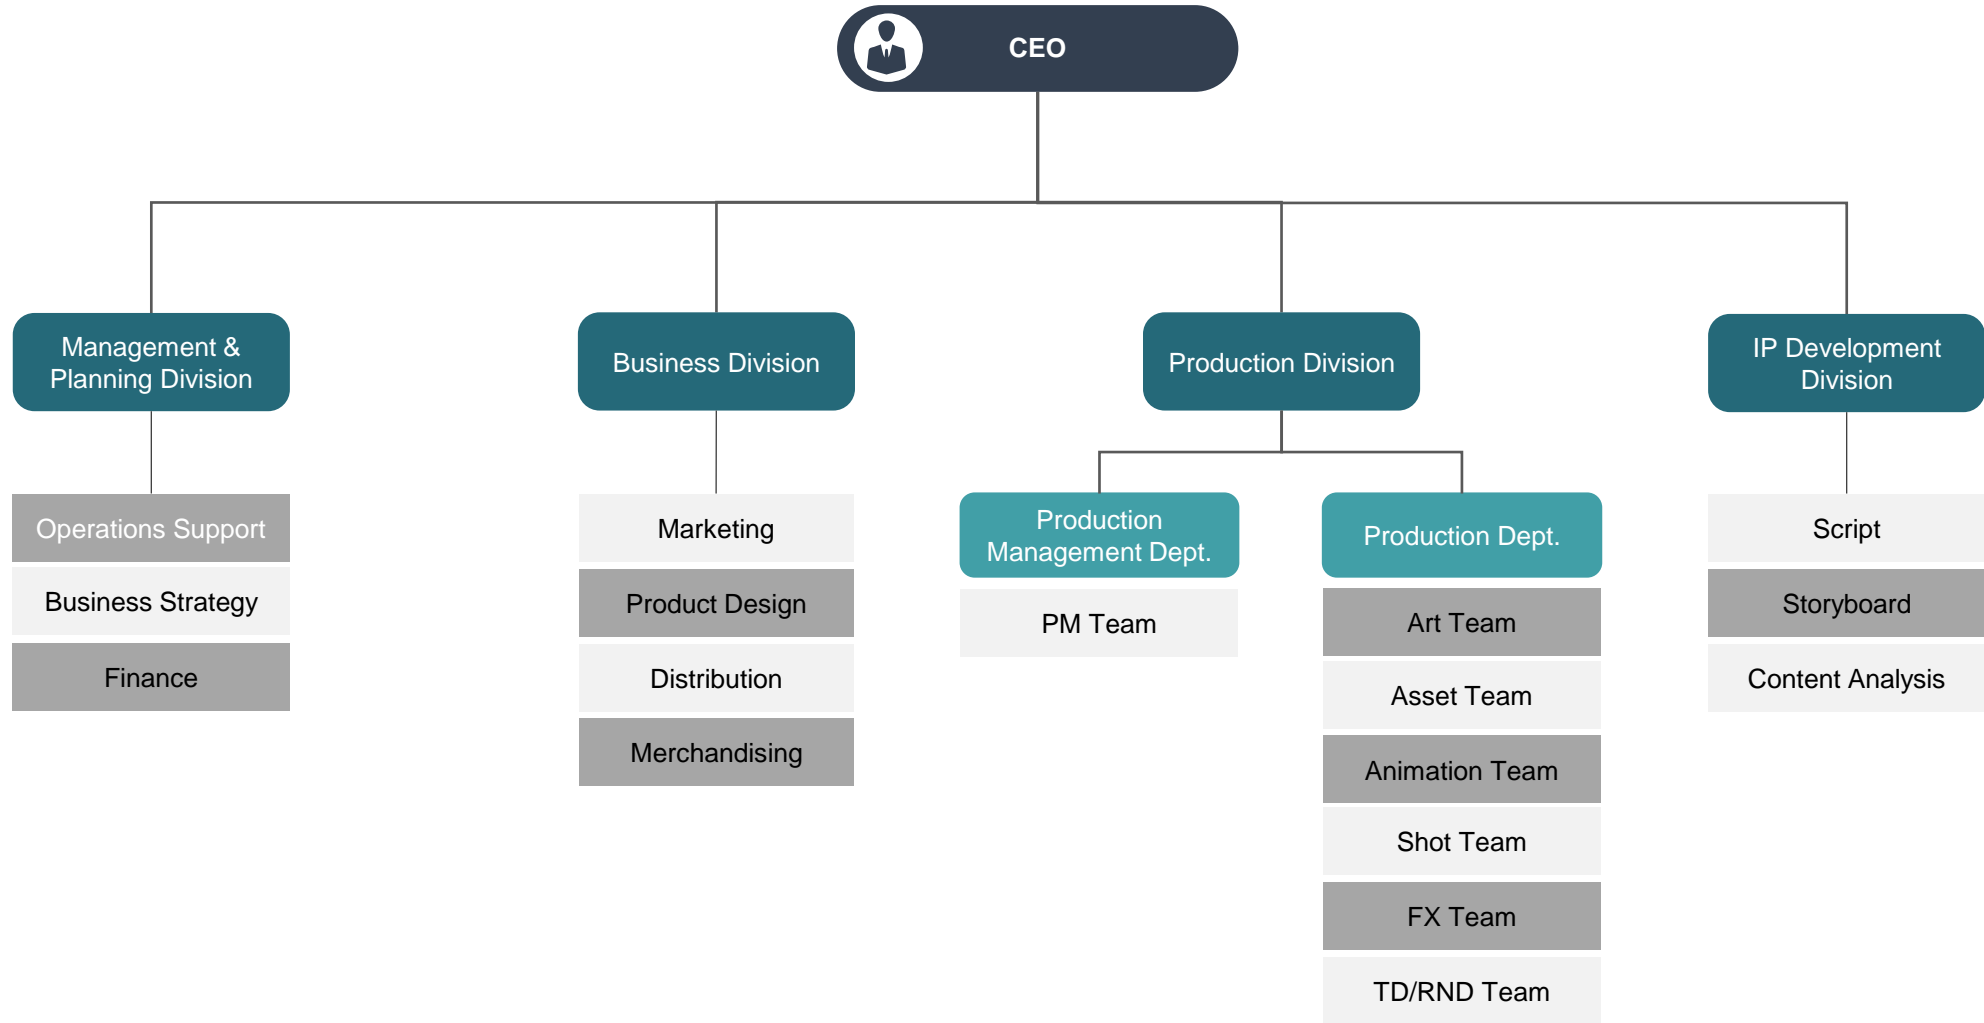 CEO
Management &
Planning Division
Business Division
Production Division
IP Development
Division
Operations Support
Business Strategy
Finance
Marketing
Product Design
Distribution
Merchandising
Production
Management Dept.
PM Team
Production Dept.
Art Team
Asset Team
Animation Team
Shot Team
FX Team
TD/RND Team
Script
Storyboard
Content Analysis